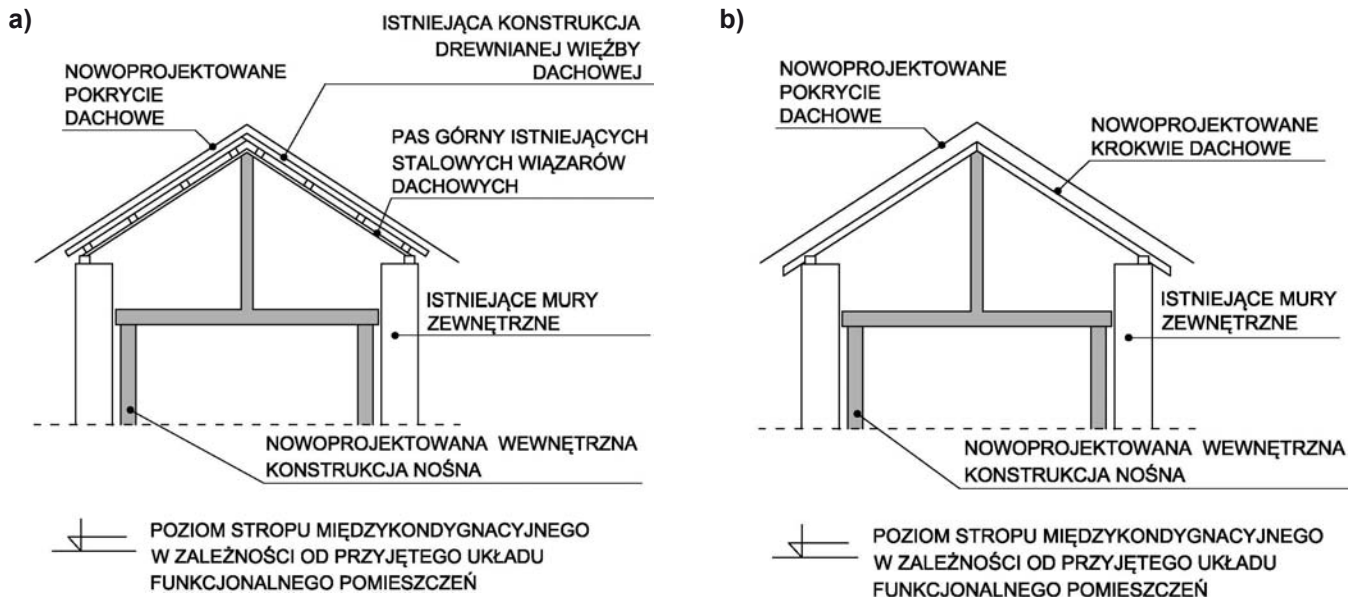 a)
ISTNIEJĄCA KONSTRUKCJA
DREWNIANEJ WIĘŹBY
DACHOWEJ
NOWOPROJEKTOWANE
POKRYCIE
DACHOWE
PAS GÓRNY ISTNIEJĄCYCH
STALOWYCH WIĄZARÓW
DACHOWYCH
ISTNIEJĄCE MURY
ZEWNĘTRZNE
NOWOPROJEKTOWANA WEWNĘTRZNA
KONSTRUKCJA NOŚNA
POZIOM STROPU MIĘDZYKONDYGNACYJNEGO
W ZALEŻNOŚCI OD PRZYJĘTEGO UKŁADU
FUNKCJONALNEGO POMIESZCZEŃ
b)
NOWOPROJEKTOWANE
POKRYCIE
DACHOWE
NOWOPROJEKTOWANE
KROKWIE DACHOWE
ISTNIEJĄCE MURY
ZEWNĘTRZNE
NOWOPROJEKTOWANA WEWNĘTRZNA
KONSTRUKCJA NOŚNA
POZIOM STROPU MIĘDZYKONDYGNACYJNEGO
W ZALEŻNOŚCI OD PRZYJĘTEGO UKŁADU
FUNKCJONALNEGO POMIESZCZEŃ